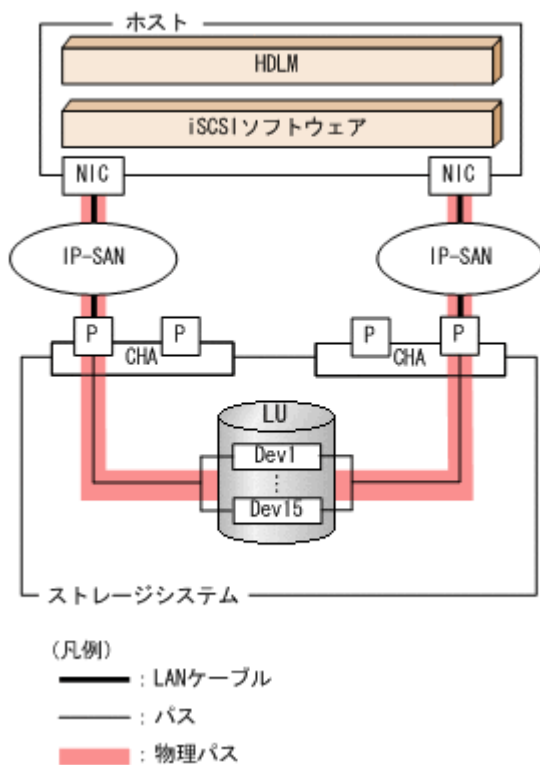 ホスト
HDLM
iSCSIソフトウェア
NIC
NIC
IP-SAN
IP-SAN
P
P
P
P
CHA
CHA
LU
Dev1
⋮
Dev15
ストレージシステム
(凡例)
: LANケーブル
: パス
: 物理パス